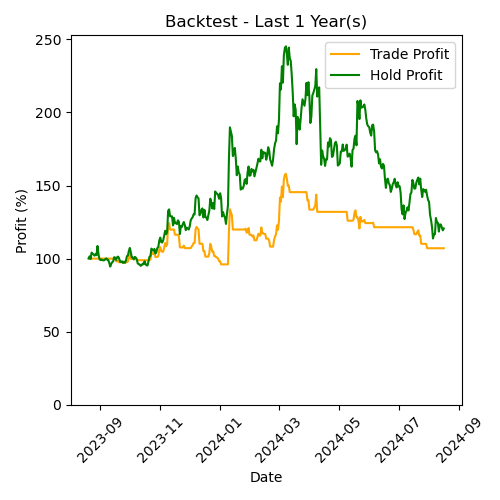 Backtest - Last 1 Year(s)
Trade Profit
Hold Profit
Profit (%)
250
200
150
100
50
0
2023-09
2023-11
2024-01
2024-03
2024-05
2024-07
2024-09
Date